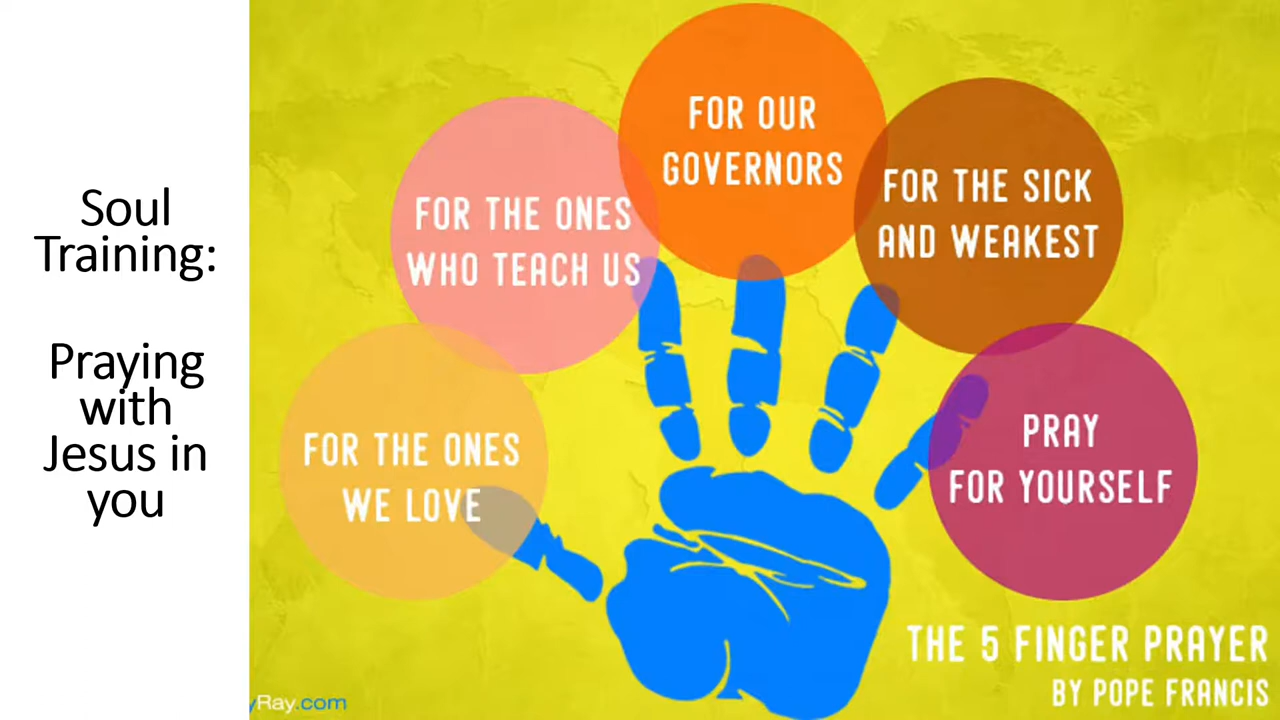 Soul
Training:
Praying
with
Jesus in
you
FOR OUR
GOVERNORS
FOR THE ONES
WHO TEACH US
FOR THE SICK
AND WEAKEST
FOR THE ONES
WE LOVE
PRAY
FOR YOURSELF
THE 5 FINGER PRAYER
BY POPE FRANCIS
yRay.com